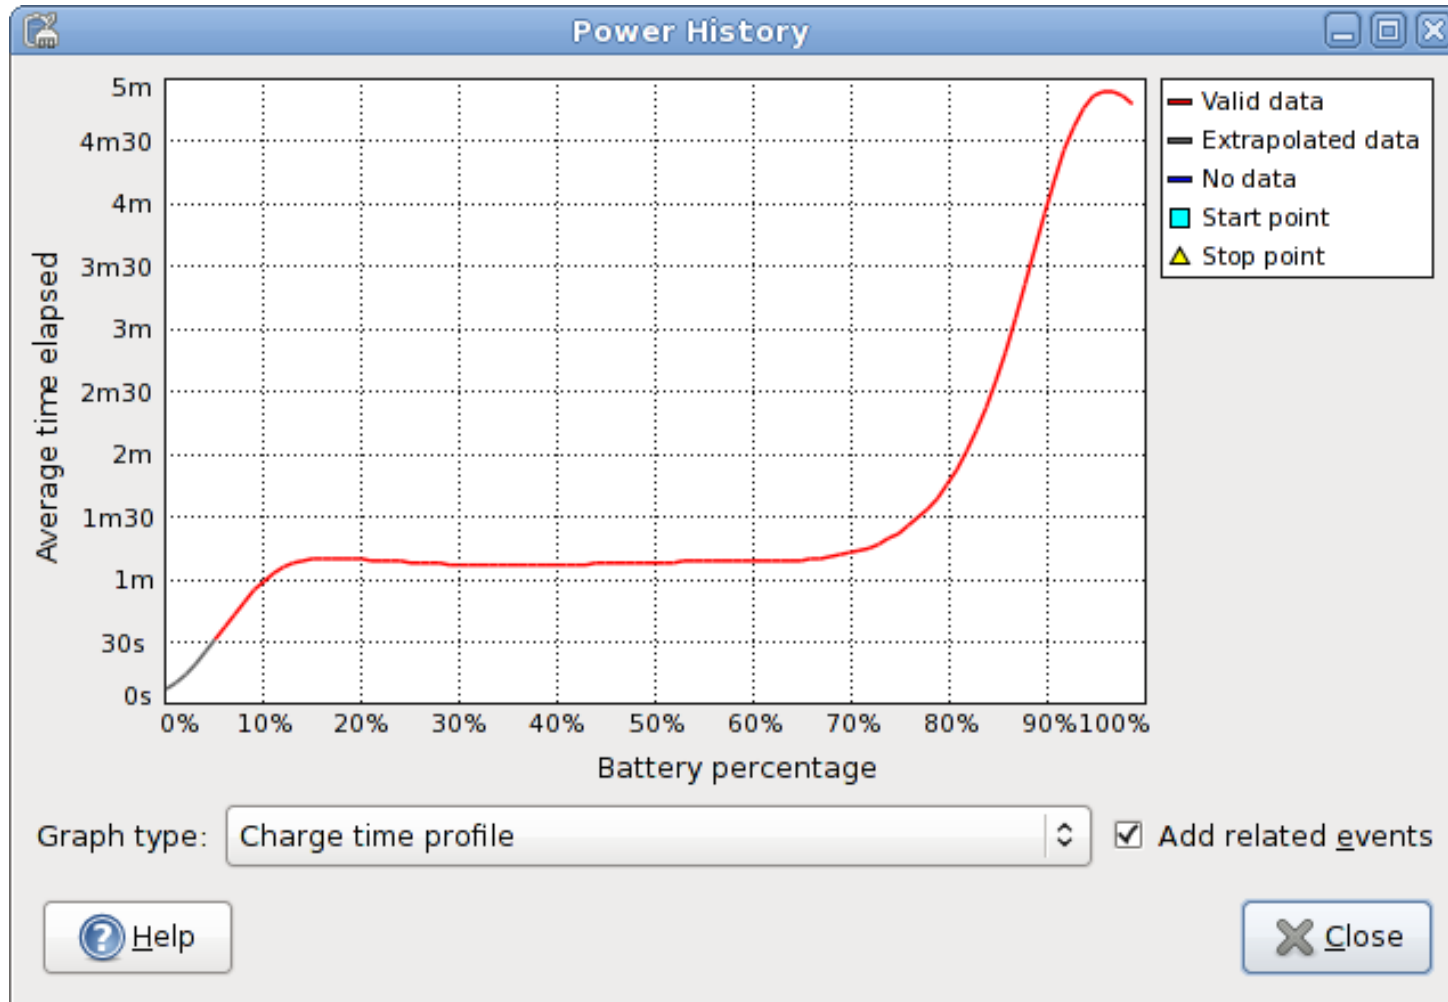 Power History
5m
4m30
4m
3m30
3m
2m30
2m
1m30
1m
30s
0s
Average time elapsed
0% 10% 20% 30% 40% 50% 60% 70% 80% 90% 100%
Battery percentage
Valid data
Extrapolated data
No data
Start point
Stop point
Graph type: Charge time profile Add related events
Help Close